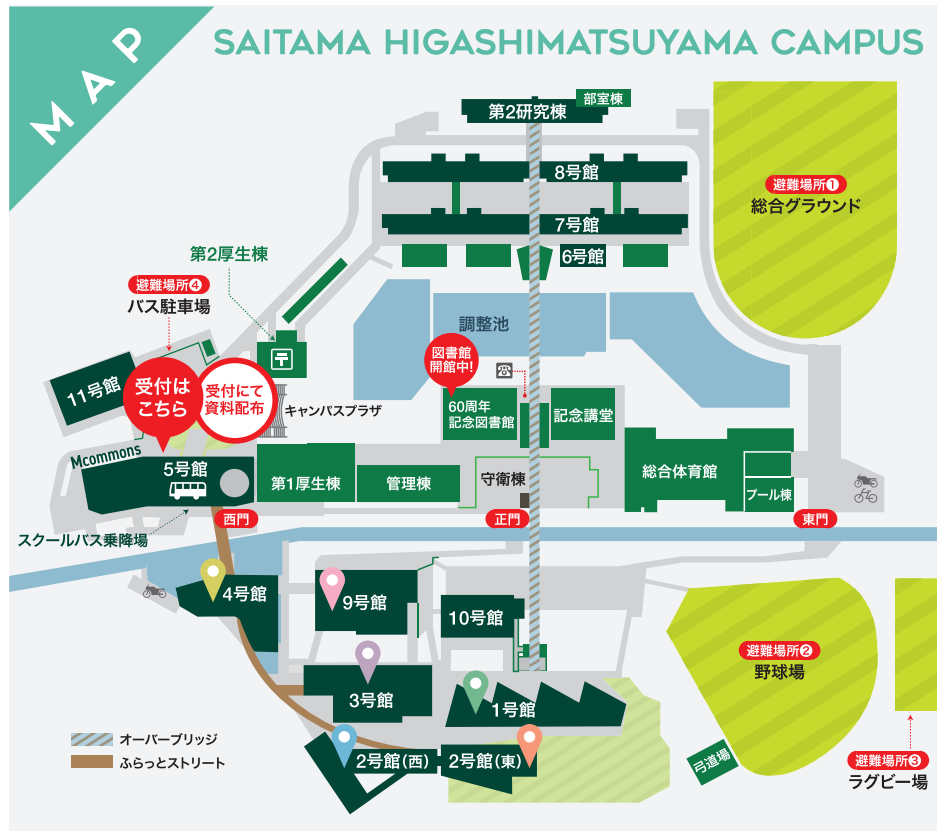 MAP
SAITAMA HIGASHIMATSUYAMA CAMPUS
部室棟
第2研究棟
8号館
避難場所❶
総合グラウンド
7号館
第2厚生棟
6号館
避難場所❹
バス駐車場
調整池
図書館
開館中!
〒
11号館
受付は
こちら
受付にて
資料配布
キャンパスプラザ
60周年
記念図書館
記念講堂
Mcommons
5号館
第1厚生棟
管理棟
守衛棟
総合体育館
プール棟
西門
正門
東門
スクールバス乗降場
4号館
9号館
10号館
避難場所❷
野球場
3号館
1号館
オーバーブリッジ
ふらっとストリート
2号館(西)
2号館(東)
弓道場
避難場所❸
ラグビー場